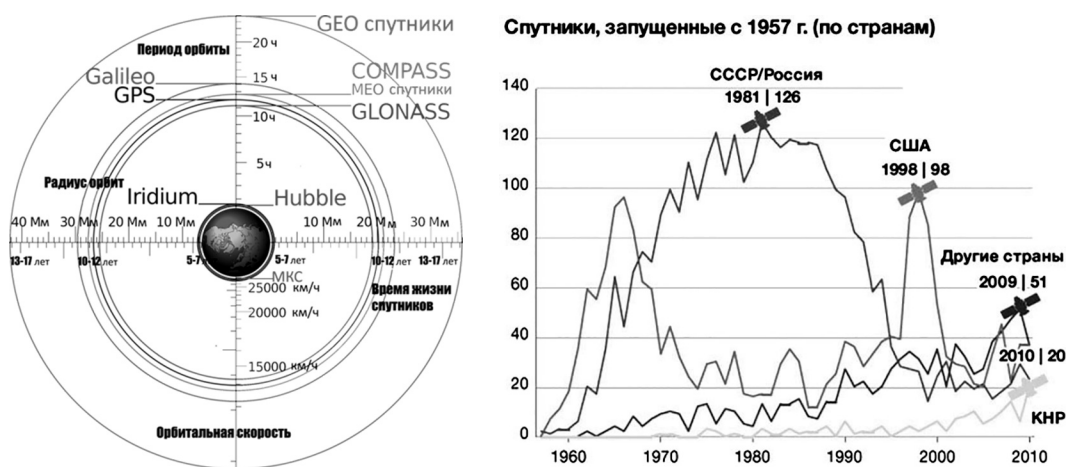 GEO спутники
20 ч
Период орбиты
15 ч
Galileo
COMPASS
GPS
MEO спутники
GLONASS
10ч
5ч
Радиус орбит
Iridium
Hubble
40 Мм 30 Мм 20 Мм 10 Мм 10 Мм 20 Мм 30 Мм
13-17 лет 10-12 лет 5-7 л 5-7 лет 10-12 лет 13-17 лет
МКС
25000 км/ч
Время жизни
спутников
20000 км/ч
15000 км/ч
Орбитальная скорость
Спутники, запущенные с 1957 г. (по странам)
140
СССР/Россия
1981 | 126
120
США
1998 | 98
100
80
Другие страны
2009 | 51
60
40
2010 | 20
20
КНР
0
1960 1970 1980 1990 2000 2010